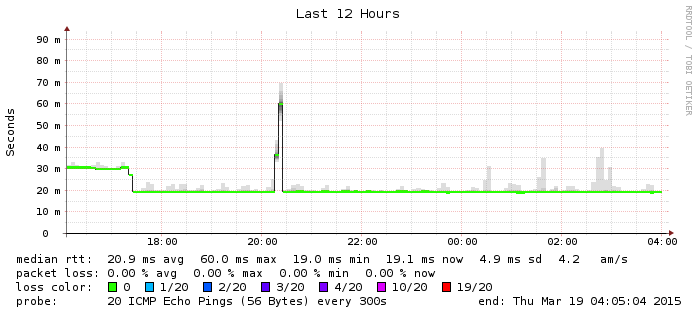 Last 12 Hours
RRDTOOL / TOBI OETIKER
Seconds
90 m
80 m
70 m
60 m
50 m
40 m
30 m
20 m
10 m
0
18:00 20:00 22:00 00:00 02:00 04:00
median rtt: 20.9 ms avg 60.0 ms max 19.0 ms min 19.1 ms now 4.9 ms sd 4.2 am/s
packet loss: 0.00 % avg 0.00 % max 0.00 % min 0.00 % now
loss color: 0 1/20 2/20 3/20 4/20 10/20 19/20
probe: 20 ICMP Echo Pings (56 Bytes) every 300s end: Thu Mar 19 04:05:04 2015